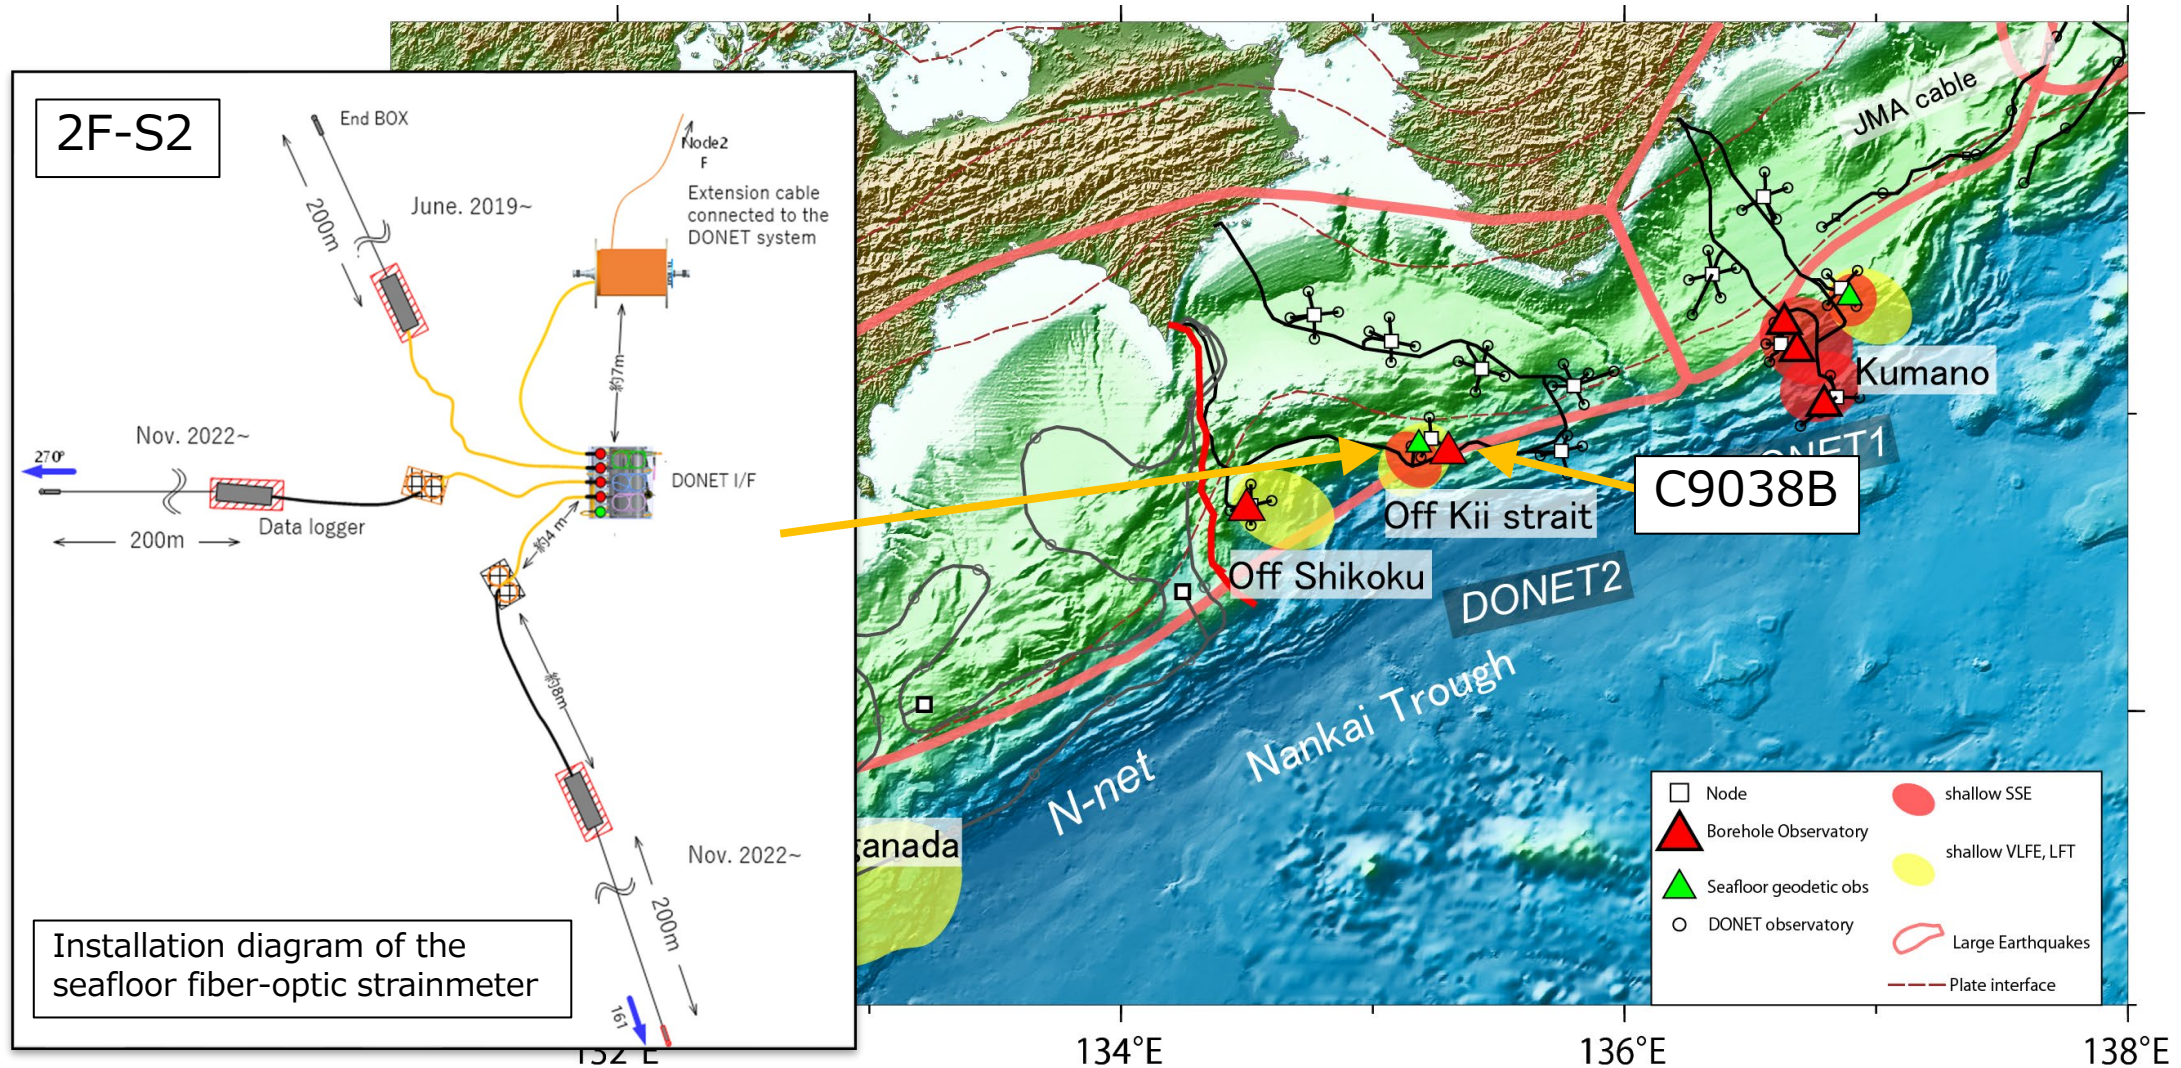 2F-S2
End BOX
200m
June. 2019~
Node2
F
Extension cable
connected to the
DONET system
約7m
Nov. 2022~
270°
Data logger
200m
DONET I/F
約4m
約8m
Nov. 2022~
200m
161
Installation diagram of the
seafloor fiber-optic strainmeter
JMA cable
Kumano
DONET1
C9038B
Off Kii strait
Off Shikoku
DONET2
Nankai Trough
N-net
ganada
Node
Borehole Observatory
Seafloor geodetic obs
DONET observatory
shallow SSE
shallow VLFE, LFT
Large Earthquakes
Plate interface
132°E
134°E
136°E
138°E